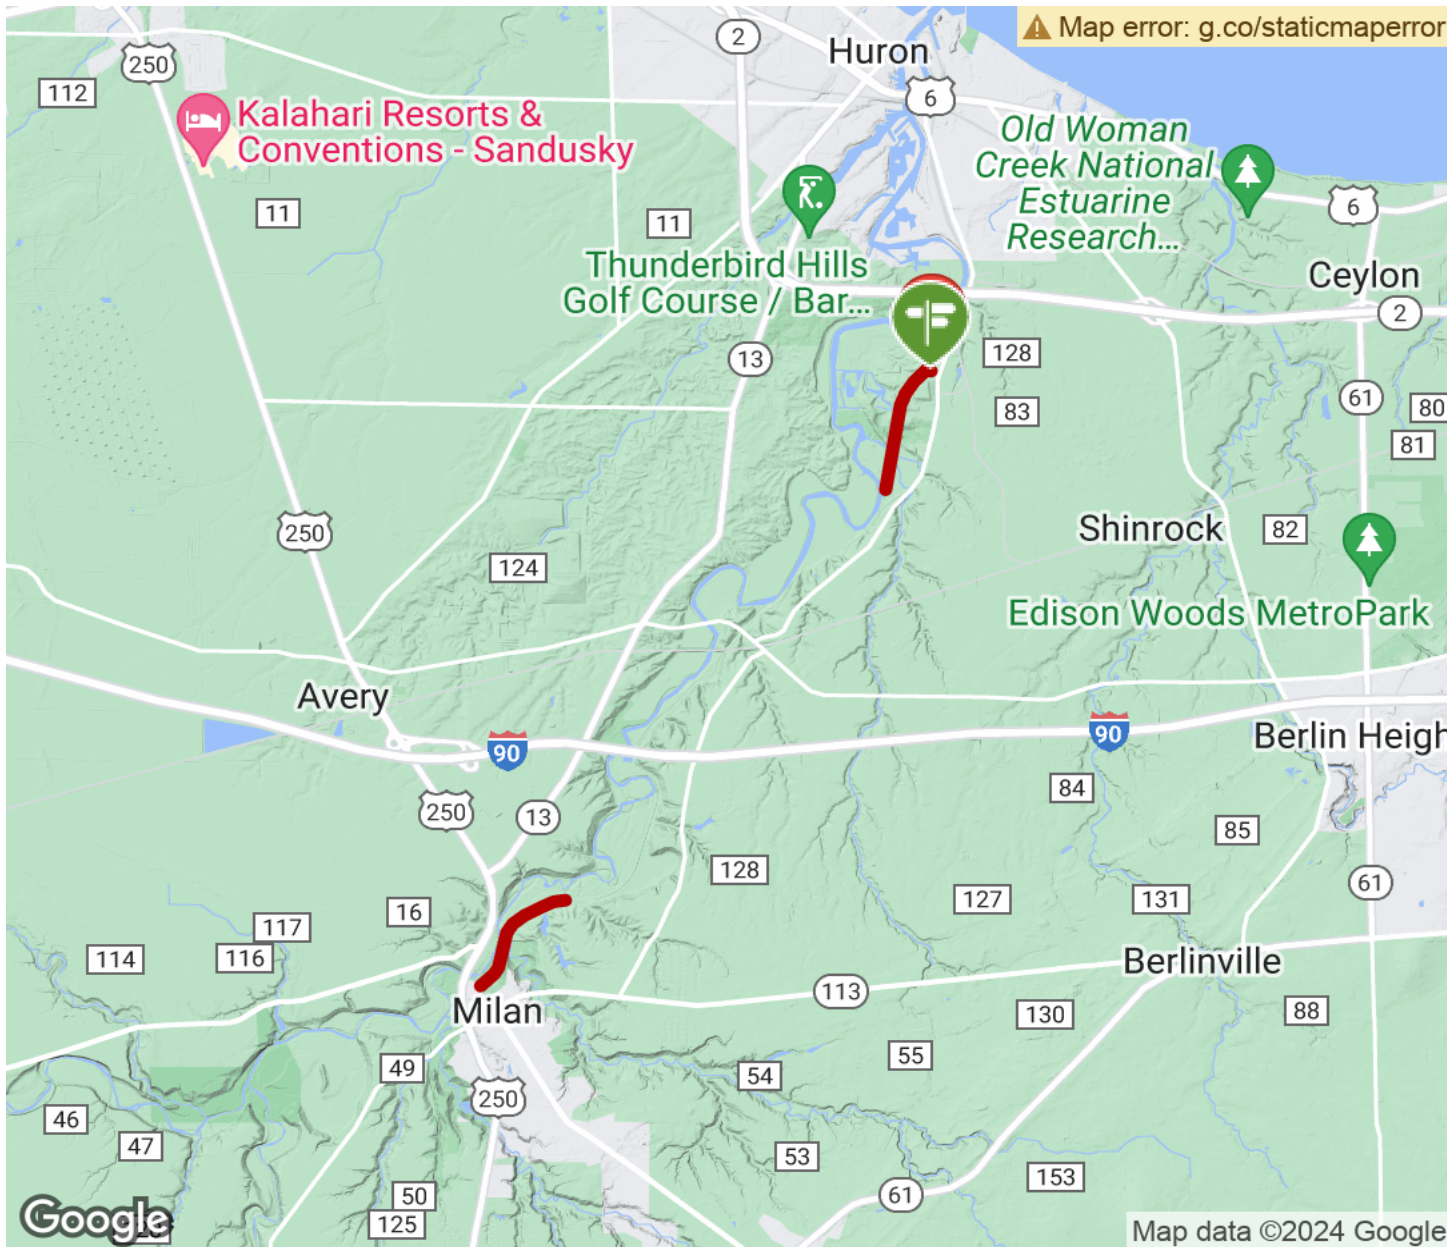 Map error: g.co/staticmaperror
2
Huron
250
112
6
Kalahari Resorts &
Conventions - Sandusky
Old Woman
Creek National
Estuarine
Research...
6
11
11
Thunderbird Hills
Golf Course / Bar...
Ceylon
2
13
128
61
83
80
81
250
Shinrock
82
124
Edison Woods MetroPark
Avery
90
90
Berlin Heigh
84
250
13
85
128
61
16
127
131
117
114
116
Berlinville
113
Milan
130
88
55
49
54
250
46
47
53
153
50
61
125
Google
Map data ©2024 Google